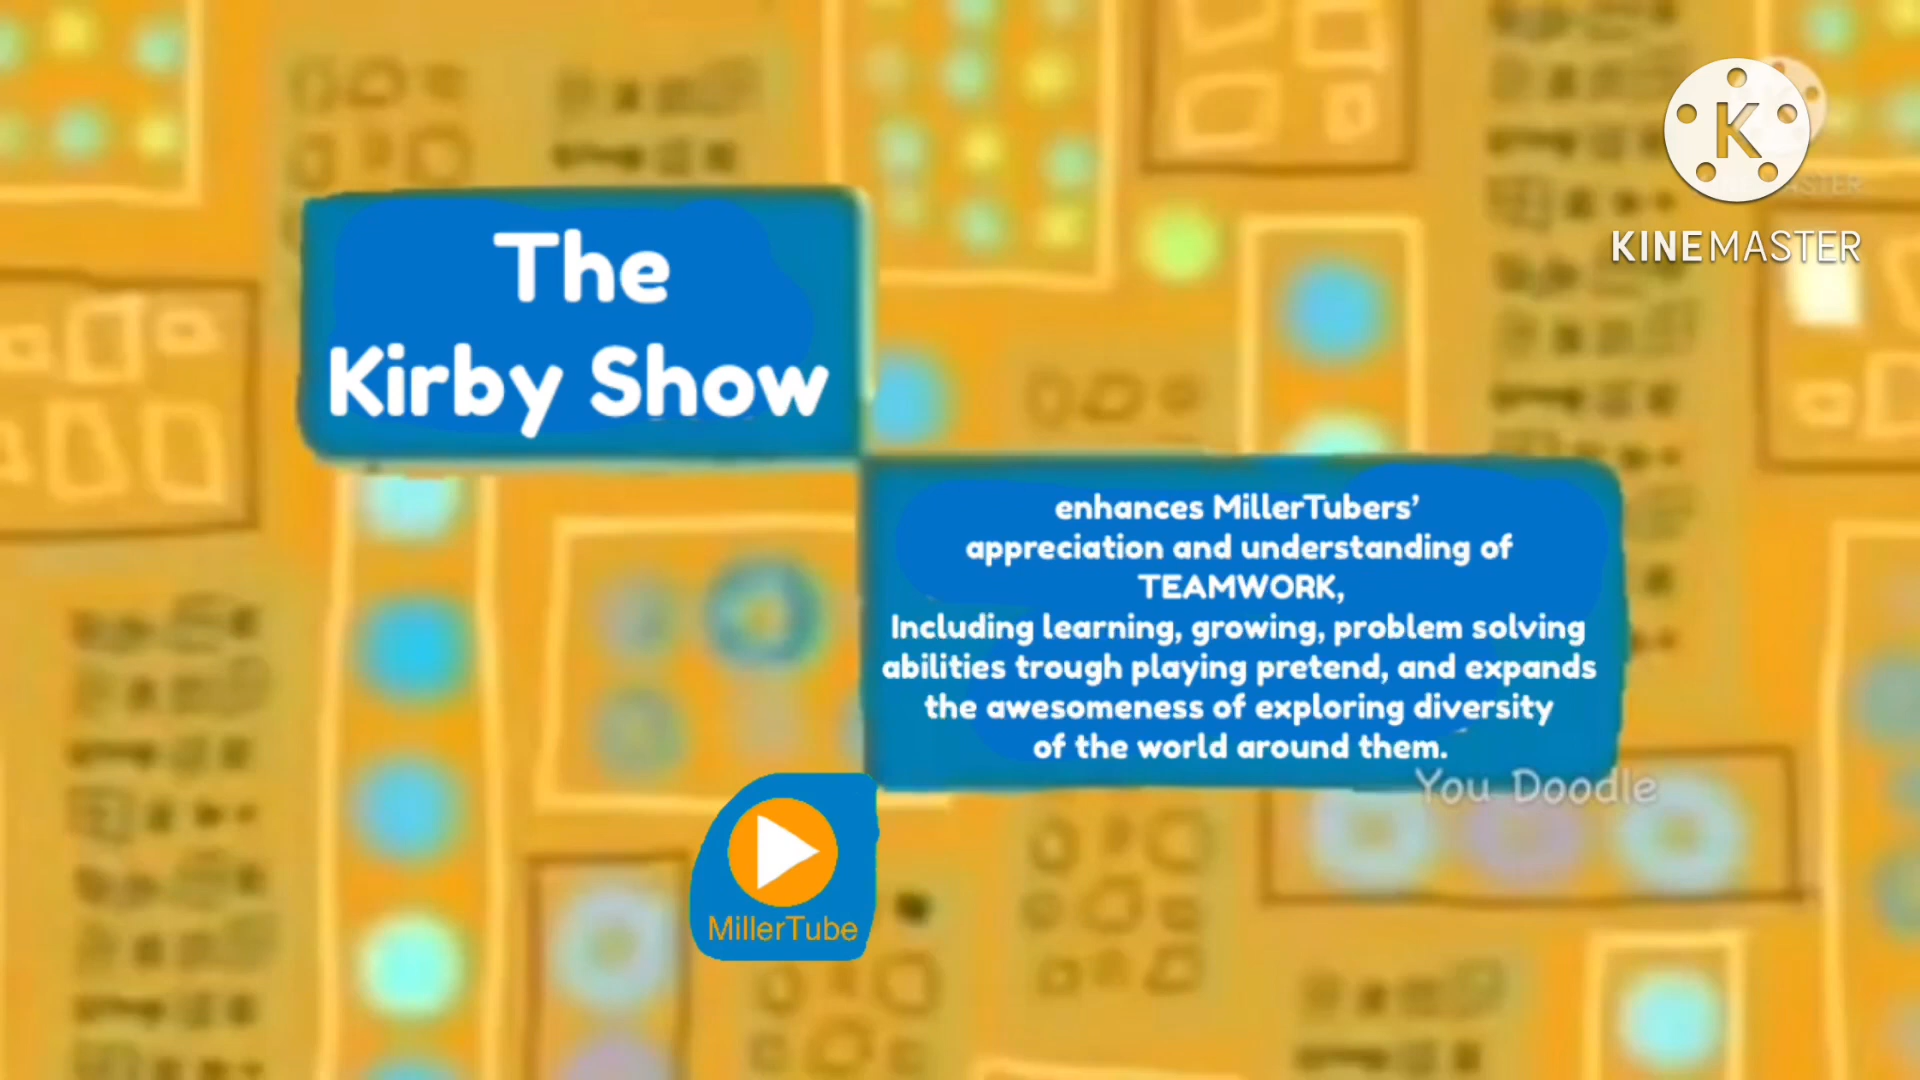 K
KINEMASTER
The
Kirby Show
enhances MillerTubers’
appreciation and understanding of
TEAMWORK,
Including learning, growing, problem solving
abilities trough playing pretend, and expands
the awesomeness of exploring diversity
of the world around them.
You Doodle
MillerTube